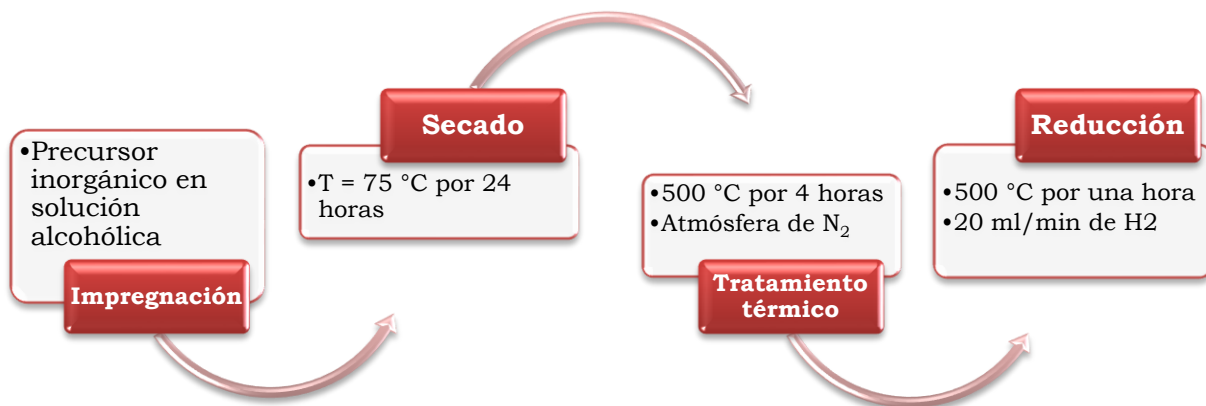 •Precursor
inorgánico en
solución
alcohólica
Impregnación
Secado
•T = 75 °C por 24
horas
•500 °C por 4 horas
•Atmósfera de N₂
Tratamiento
térmico
Reducción
•500 °C por una hora
•20 ml/min de H2